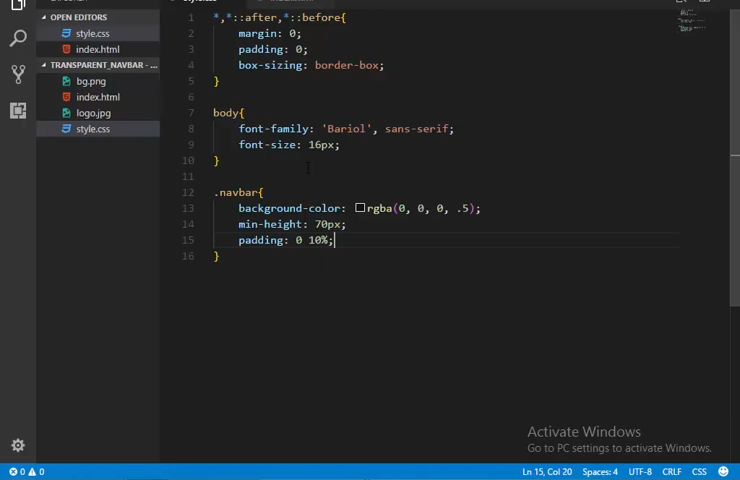 OPEN EDITORS
style.css
index.html
TRANSPARENT_NAVBAR - ...
bg.png
index.html
logo.jpg
style.css
1 *,*::after,*::before{
2 margin: 0;
3 padding: 0;
4 box-sizing: border-box;
5 }
6
7 body{
8 font-family: 'Bariol', sans-serif;
9 font-size: 16px;
10 }
11
12 .navbar{
13 background-color: rgba(0, 0, 0, .5);
14 min-height: 70px;
15 padding: 0 10%;
16 }
Activate Windows
Go to PC settings to activate Windows.
0 0 Ln 15, Col 20 Spaces: 4 UTF-8 CRLF CSS